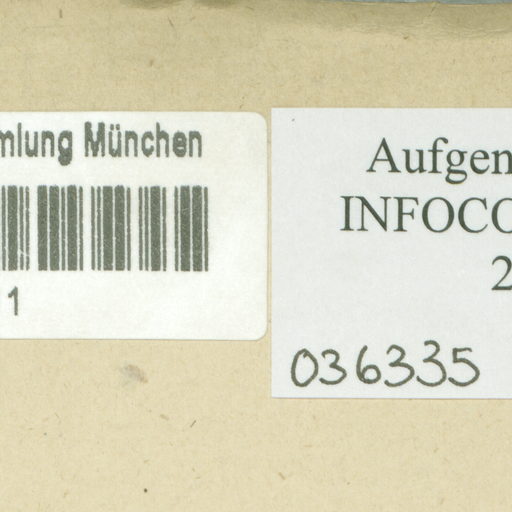 mlung München
1
Aufgen
INFOCO
2
036335